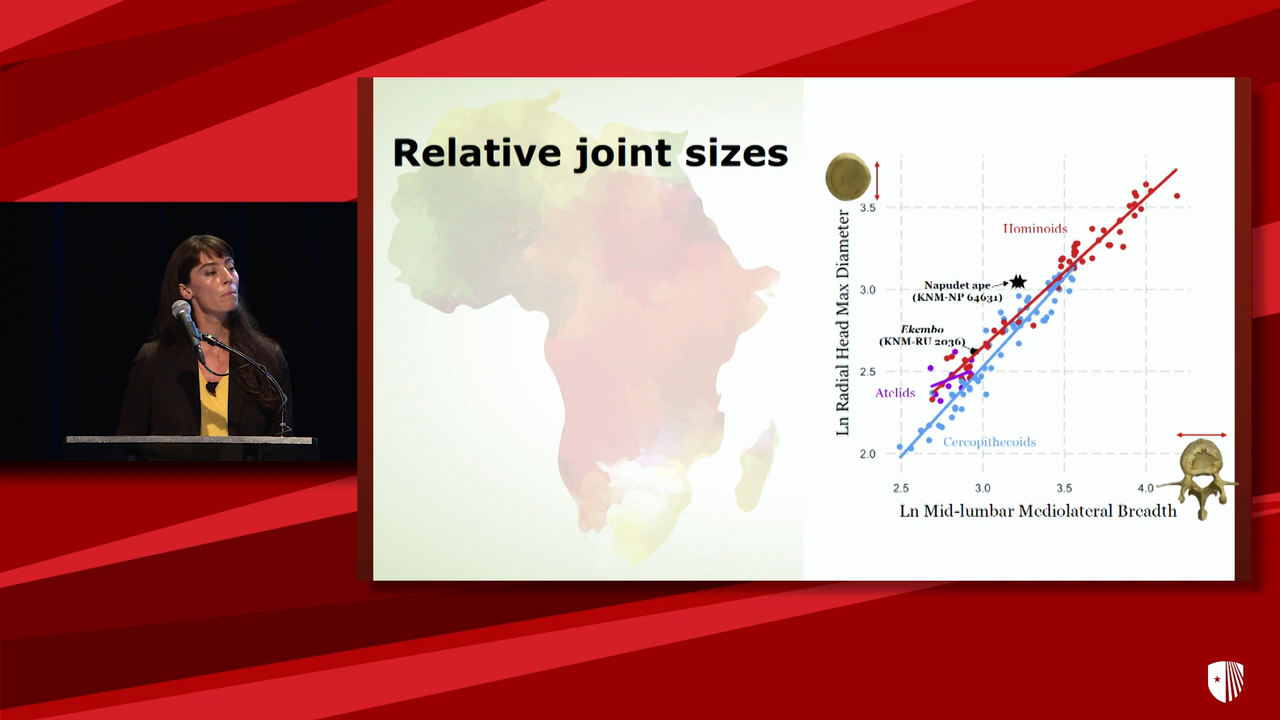 Relative joint sizes
Ln Radial Head Max Diameter
3.5
3.0
2.5
2.0
Hominoids
Napudet ape
(KNM-NP 64631)
Ekembo
(KNM-RU 2036)
Atelids
Cercopithecoids
2.5 3.0 3.5 4.0
Ln Mid-lumbar Mediolateral Breadth